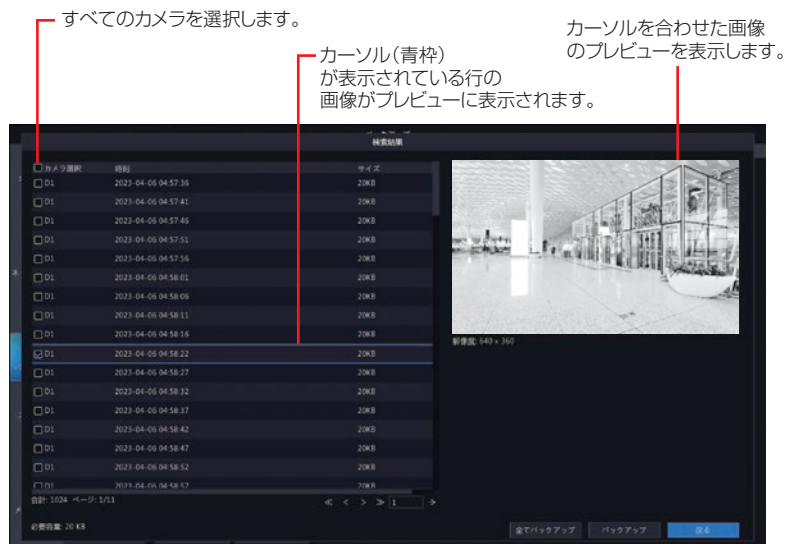 すべてのカメラを選択します。
カーソル(青枠)
が表示されている行の
画像がプレビューに表示されます。
カーソルを合わせた画像
のプレビューを表示します。
検索結果
カメラ選択 時刻 サイズ
D1 2023-04-06 04:57:36 20KB
D1 2023-04-06 04:57:41 20KB
D1 2023-04-06 04:57:46 20KB
D1 2023-04-06 04:57:51 20KB
D1 2023-04-06 04:57:56 20KB
D1 2023-04-06 04:58:01 20KB
D1 2023-04-06 04:58:06 20KB
D1 2023-04-06 04:58:11 20KB
D1 2023-04-06 04:58:16 20KB
D1 2023-04-06 04:58:22 20KB
D1 2023-04-06 04:58:27 20KB
D1 2023-04-06 04:58:32 20KB
D1 2023-04-06 04:58:37 20KB
D1 2023-04-06 04:58:42 20KB
D1 2023-04-06 04:58:47 20KB
D1 2023-04-06 04:58:52 20KB
D1 2023-04-06 04:58:57 20KB
解像度: 640 x 360
合計: 1024 ページ: 1/11
≪ < > ≫ 1 →
必要容量: 20 KB
全てバックアップ バックアップ 戻る